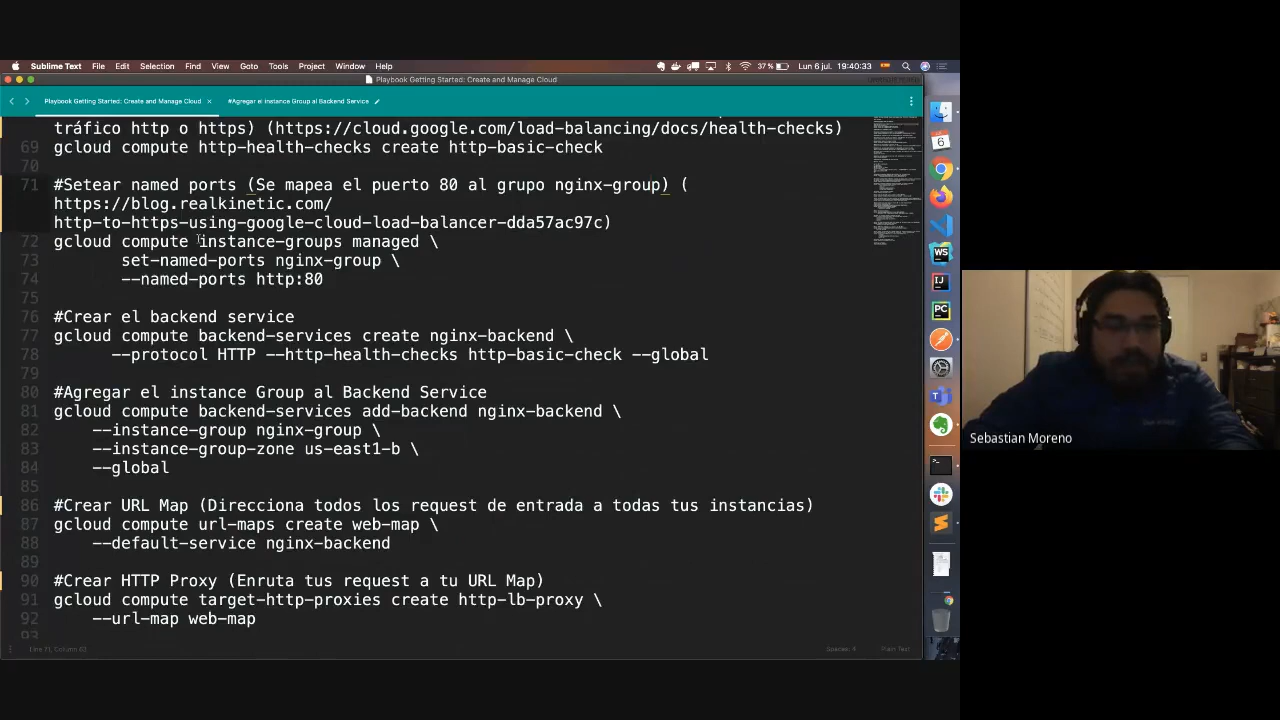 Sublime Text File Edit Selection Find View Goto Tools Project Window Help 37 % Lun 6 jul. 19:40:33
Playbook Getting Started: Create and Manage Cloud
Playbook Getting Started: Create and Manage Cloud × #Agregar el instance Group al Backend Service
tráfico http - https) (https://cloud.google.com/load-balancing/docs/health-checks)
69 gcloud compute http-health-checks create http-basic-check
70
71 #Setear named ports (Se mapea el puerto 80 al grupo nginx-group) (
https://blog.realkinetic.com/
72 gcloud compute instance-groups managed \
73 set-named-ports nginx-group \
74 --named-ports http:80
75
76 #Crear el backend service
77 gcloud compute backend-services create nginx-backend \
78 --protocol HTTP --http-health-checks http-basic-check --global
79
80 #Agregar el instance Group al Backend Service
81 gcloud compute backend-services add-backend nginx-backend \
82 --instance-group nginx-group \
83 --instance-group-zone us-east1-b \
84 --global
85
86 #Crear URL Map (Direcciona todos los request de entrada a todas tus instancias)
87 gcloud compute url-maps create web-map \
88 --default-service nginx-backend
89
90 #Crear HTTP Proxy (Enruta tus request a tu URL Map)
91 gcloud compute target-http-proxies create http-lb-proxy \
92 --url-map web-map
93
Line 71, Column 63 Spaces: 4 Plain Text
Sebastian Moreno